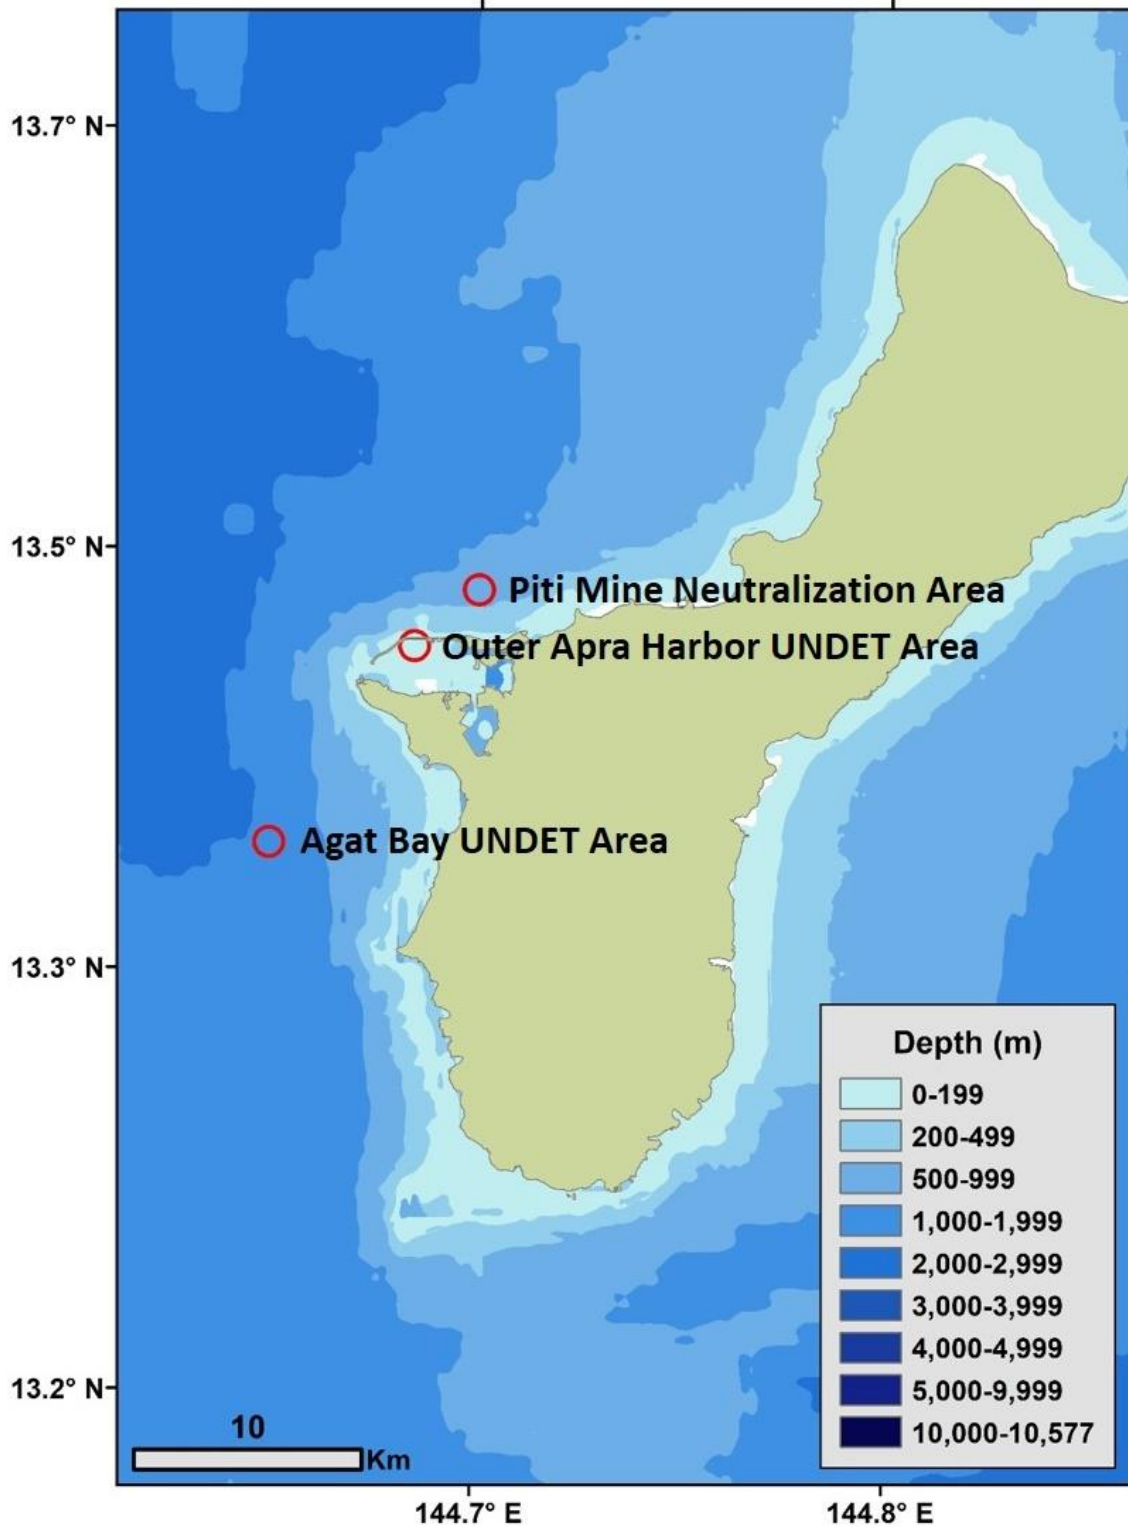 13.7° N
13.5° N
Piti Mine Neutralization Area
Outer Apra Harbor UNDET Area
Agat Bay UNDET Area
13.3° N
Depth (m)
0-199
200-499
500-999
1,000-1,999
2,000-2,999
3,000-3,999
4,000-4,999
5,000-9,999
10,000-10,577
13.2° N
10
Km
144.7° E
144.8° E